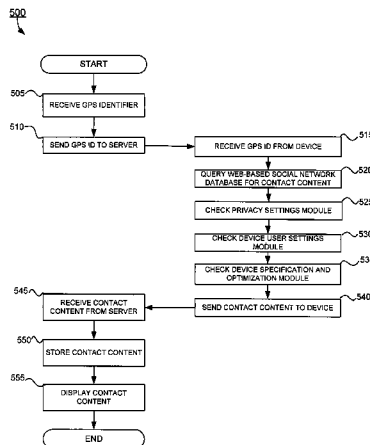 500
START
505
RECEIVE GPS IDENTIFIER
510
SEND GPS ID TO SERVER
515
RECEIVE GPS ID FROM DEVICE
520
QUERY WEB-BASED SOCIAL NETWORK
DATABASE FOR CONTACT CONTENT
525
CHECK PRIVACY SETTINGS MODULE
530
CHECK DEVICE USER SETTINGS
MODULE
CHECK DEVICE SPECIFICATION AND
OPTIMIZATION MODULE
540
SEND CONTACT CONTENT TO DEVICE
545
RECEIVE CONTACT
CONTENT FROM SERVER
550
STORE CONTACT CONTENT
555
DISPLAY CONTACT
CONTENT
END